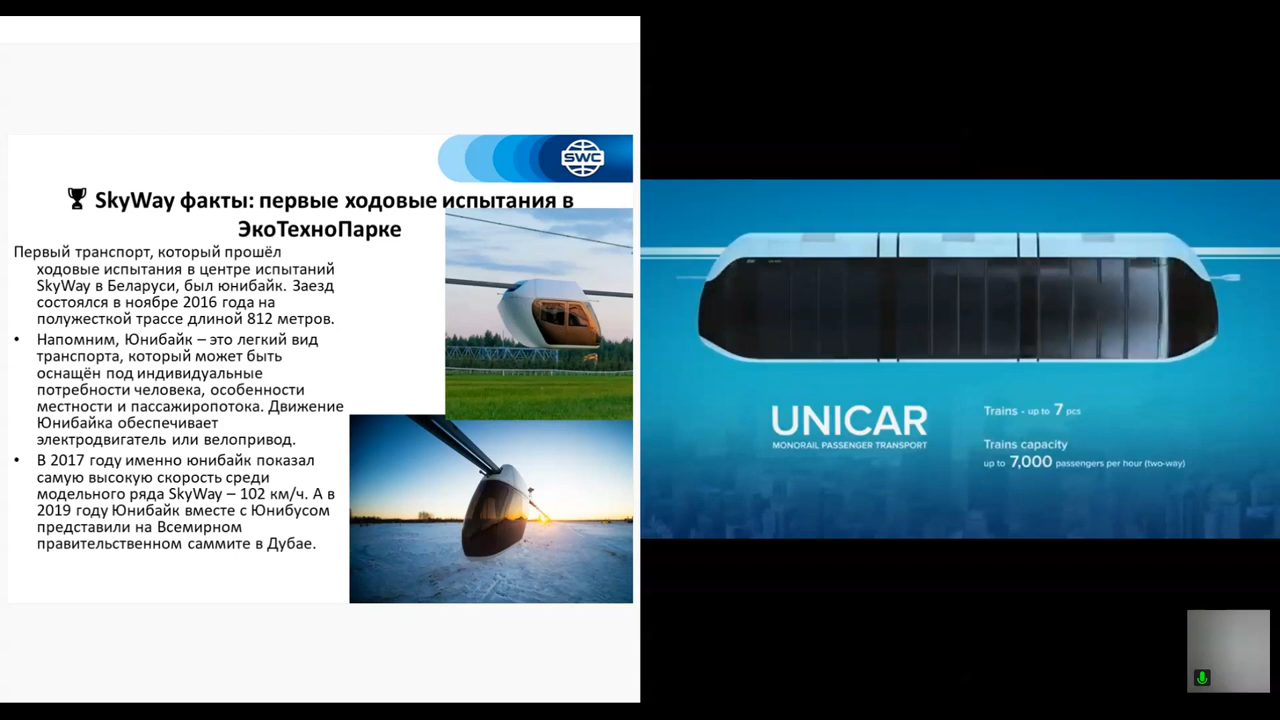 SWC
SkyWay факты: первые ходовые испытания в
ЭкоТехноПарке
Первый транспорт, который прошёл
ходовые испытания в центре испытаний
SkyWay в Беларуси, был юнибайк. Заезд
состоялся в ноябре 2016 года на
полужесткой трассе длиной 812 метров.
• Напомним, Юнибайк – это легкий вид
транспорта, который может быть
оснащён под индивидуальные
потребности человека, особенности
местности и пассажиропотока. Движение
Юнибайка обеспечивает
электродвигатель или велопривод.
• В 2017 году именно юнибайк показал
самую высокую скорость среди
модельного ряда SkyWay – 102 км/ч. А в
2019 году Юнибайк вместе с Юнибусом
представили на Всемирном
правительственном саммите в Дубае.
UNICAR
MONORAIL PASSENGER TRANSPORT
Trains - up to 7 pcs
Trains capacity
up to 7,000 passengers per hour (two-way)